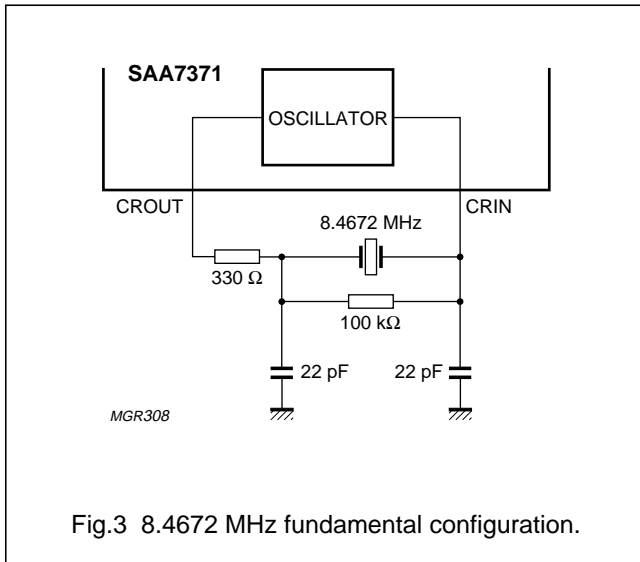 SAA7371
OSCILLATOR
CROUT
CRIN
8.4672 MHz
330 Ω
100 kΩ
22 pF
22 pF
MGR308
Fig.3 8.4672 MHz fundamental configuration.